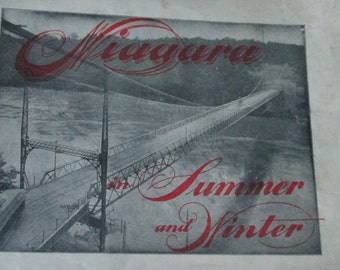 Niagara
in Summer
and Winter